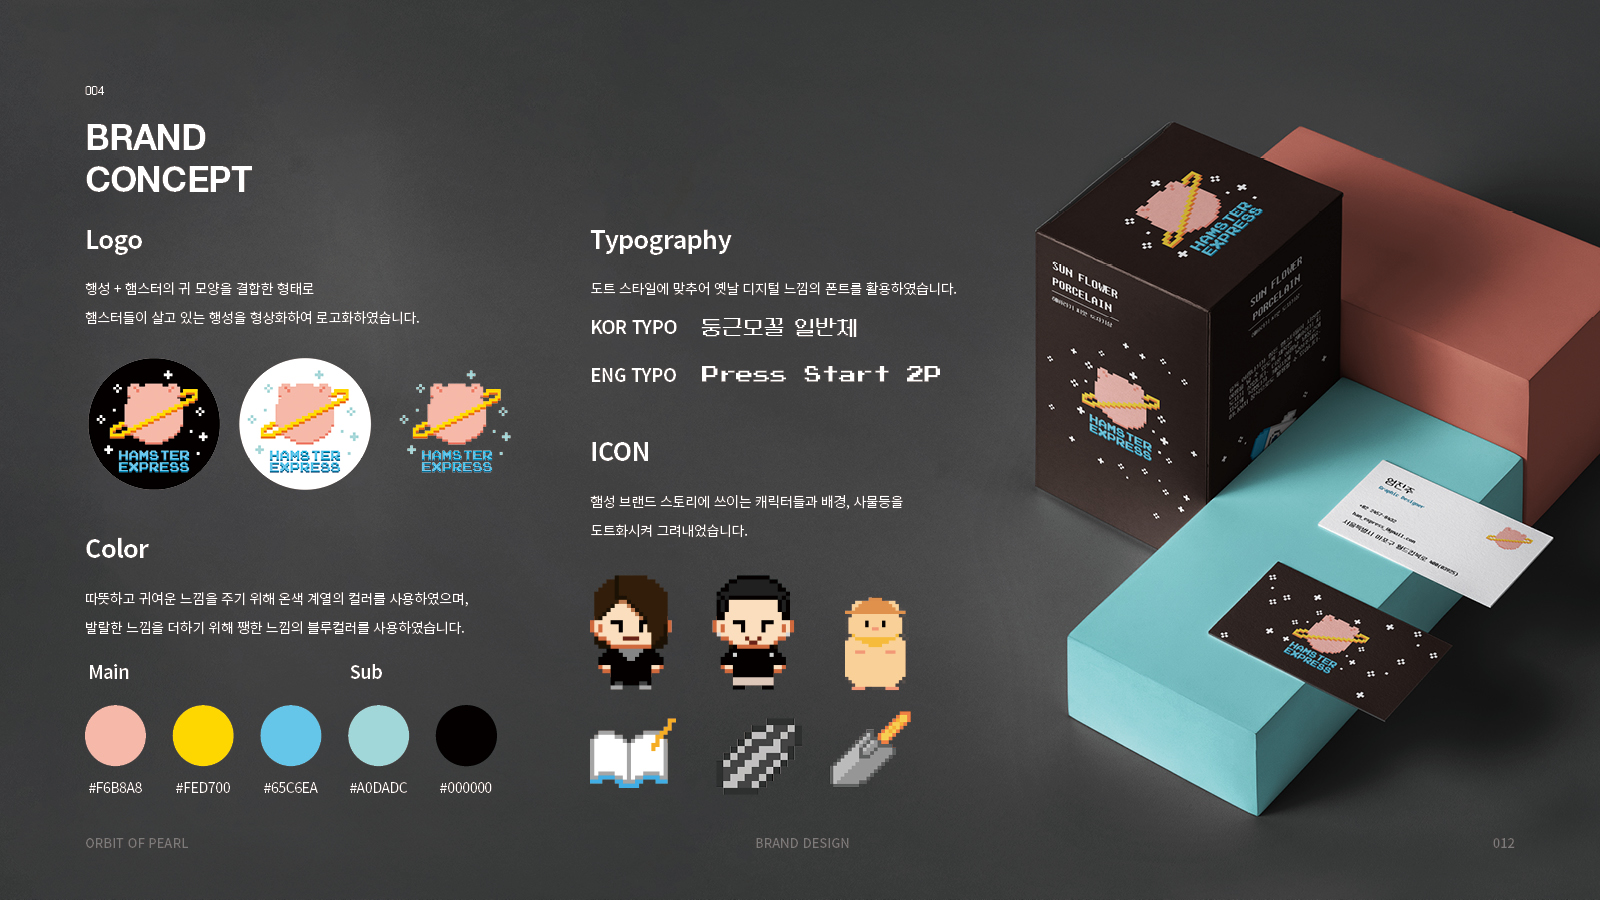 004
BRAND
CONCEPT
Logo
행성 + 햄스터의 귀 모양을 결합한 형태로
햄스터들이 살고 있는 행성을 형상화하여 로고화하였습니다.
HAMSTER
EXPRESS
HAMSTER
EXPRESS
HAMSTER
EXPRESS
Color
따뜻하고 귀여운 느낌을 주기 위해 온색 계열의 컬러를 사용하였으며,
발랄한 느낌을 더하기 위해 쨍한 느낌의 블루컬러를 사용하였습니다.
Main
Sub
#F6B8A8
#FED700
#65C6EA
#A0DADC
#000000
Typography
도트 스타일에 맞추어 옛날 디지털 느낌의 폰트를 활용하였습니다.
KOR TYPO 둥근모꼴 일반체
ENG TYPO Press Start 2P
ICON
햄성 브랜드 스토리에 쓰이는 캐릭터들과 배경, 사물등을
도트화시켜 그려내었습니다.
HAMSTER
EXPRESS
SUN FLOWER
PORCELAIN
HAMSTER
EXPRESS
SUN FLOWER
PORCELAIN
엄진주
Graphic Designer
HAMSTER
EXPRESS
ORBIT OF PEARL
BRAND DESIGN
012